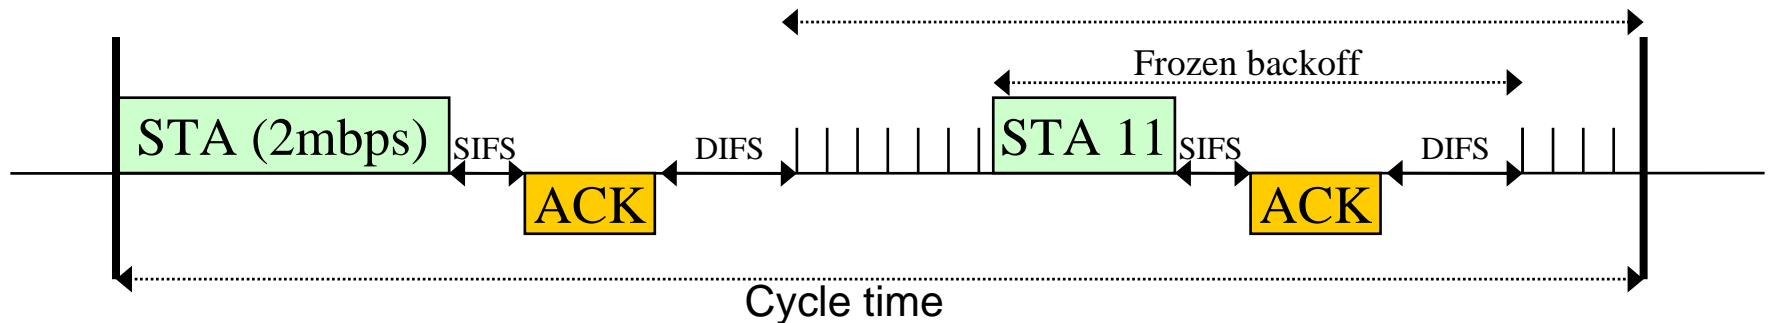 Frozen backoff
STA (2mbps) SIFS DIFS STA 11 SIFS DIFS
ACK ACK
Cycle time